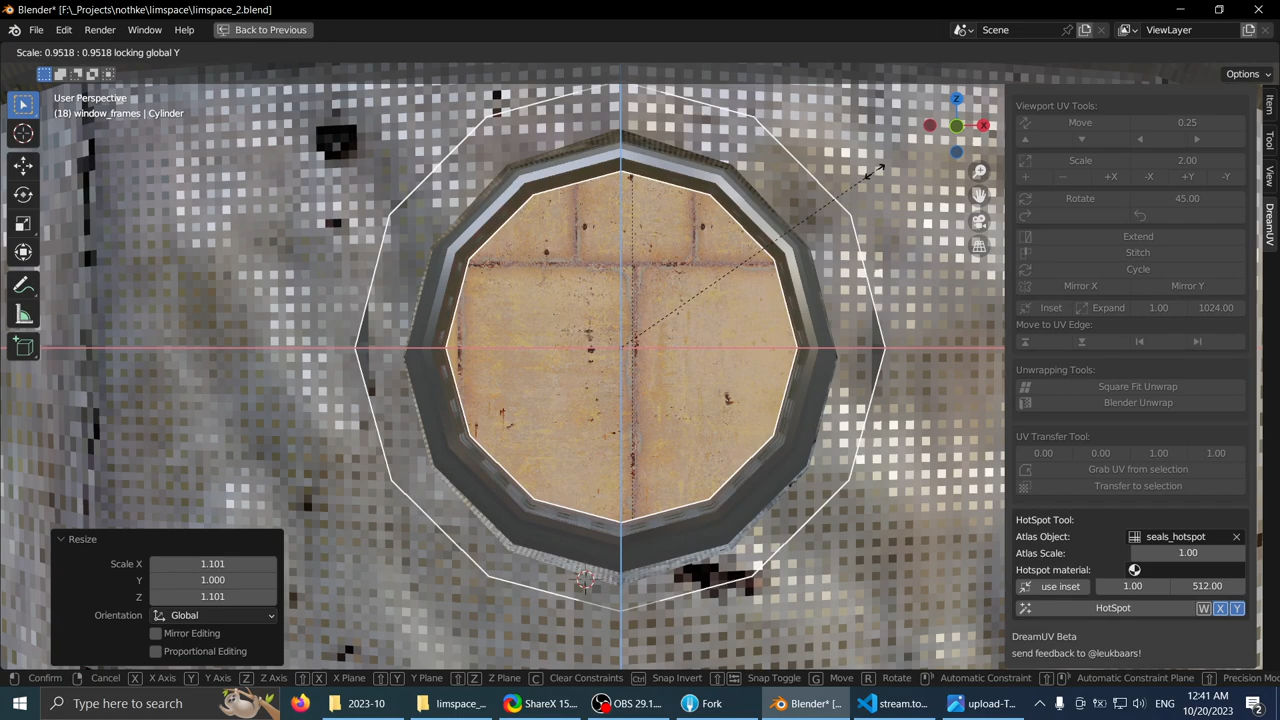 Blender* [F:\_Projects\nothke/limspace\limspace_2.blend]
File Edit Render Window Help Back to Previous Scene ViewLayer
Scale: 0.9518 : 0.9518 locking global Y
Options
User Perspective
(18) window_frames | Cylinder
Z
X
Item
Tool
DreamUV
Viewport UV Tools:
Move 0.25
Scale 2.00
+ − +X -X +Y -Y
Rotate 45.00
Extend
Stitch
Cycle
Mirror X Mirror Y
Inset Expand 1.00 1024.00
Move to UV Edge:
Unwrapping Tools:
Square Fit Unwrap
Blender Unwrap
UV Transfer Tool:
0.00 0.00 1.00 1.00
Grab UV from selection
Transfer to selection
HotSpot Tool:
Atlas Object: seals_hotspot
Atlas Scale: 1.00
Hotspot material:
use inset 1.00 512.00
HotSpot W X Y
DreamUV Beta
send feedback to @leukbaars!
Resize
Scale X 1.101
Y 1.000
Z 1.101
Orientation Global
Mirror Editing
Proportional Editing
Confirm Cancel X X Axis Y Y Axis Z Z Axis X X Plane Y Y Plane Z Z Plane C Clear Constraints Ctrl Snap Invert Snap Toggle G Move R Rotate Automatic Constraint Automatic Constraint Plane Precision Mod
Type here to search
2023-10 limspace_... ShareX 15.... OBS 29.1.... Fork Blender* [... stream.to... upload-T...
12:41 AM
10/20/2023
2